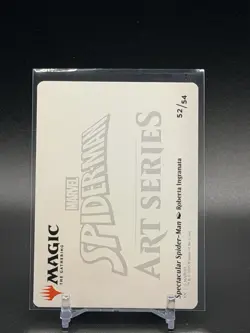 MARVEL
SPIDER-MAN
ART SERIES
MAGIC
THE GATHERING
Spectacular Spider-Man Roberta Ingranata
52/54